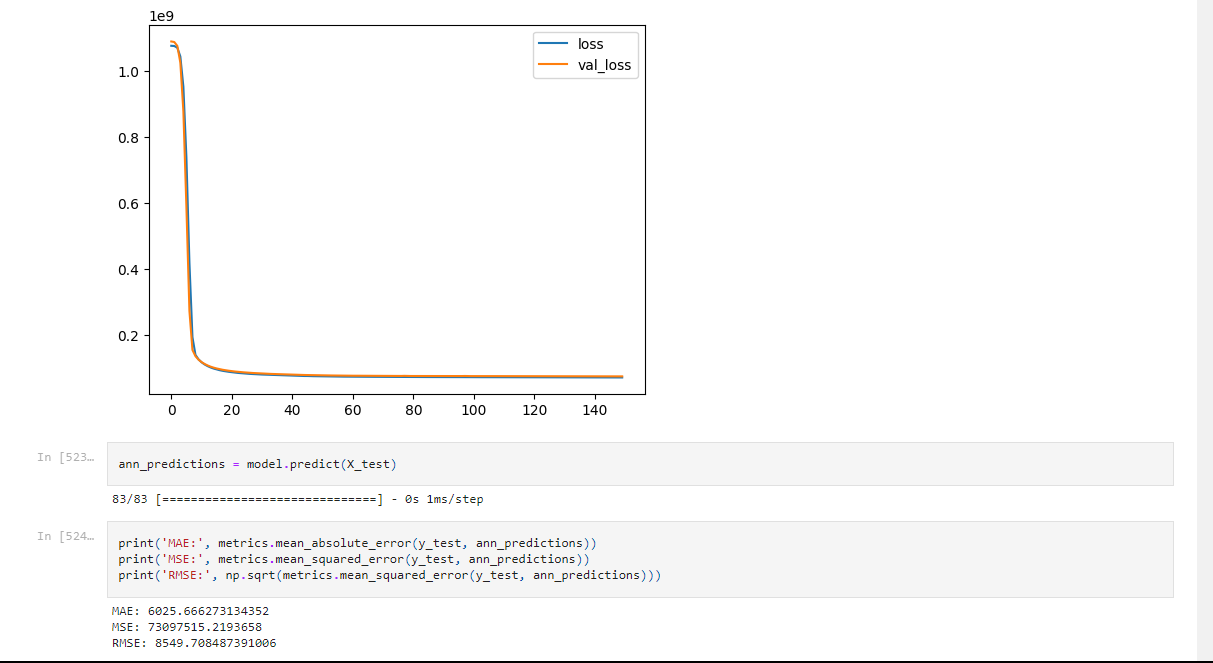 1e9
loss
val_loss
1.0
0.8
0.6
0.4
0.2
0 20 40 60 80 100 120 140
In [523…
ann_predictions = model.predict(X_test)
83/83 [==============================] - 0s 1ms/step
In [524…
print('MAE:', metrics.mean_absolute_error(y_test, ann_predictions))
print('MSE:', metrics.mean_squared_error(y_test, ann_predictions))
print('RMSE:', np.sqrt(metrics.mean_squared_error(y_test, ann_predictions)))
MAE: 6025.666273134352
MSE: 73097515.2193658
RMSE: 8549.708487391006